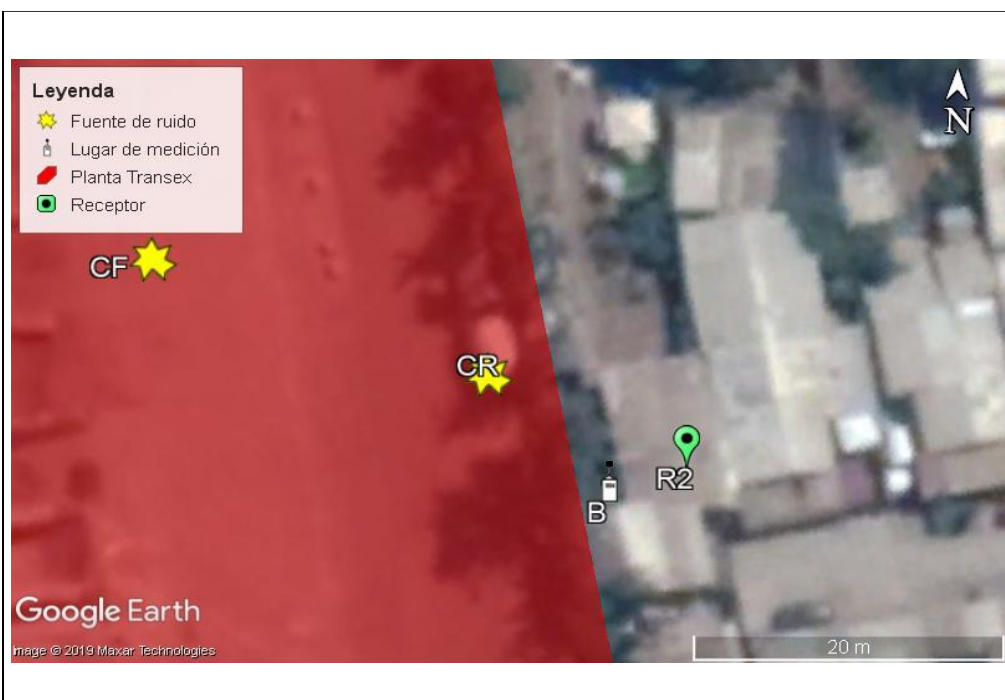 Leyenda
Fuente de ruido
Lugar de medición
Planta Transex
Receptor
N
CF
CR
R2
B
Google Earth
Image © 2019 Maxar Technologies
20 m